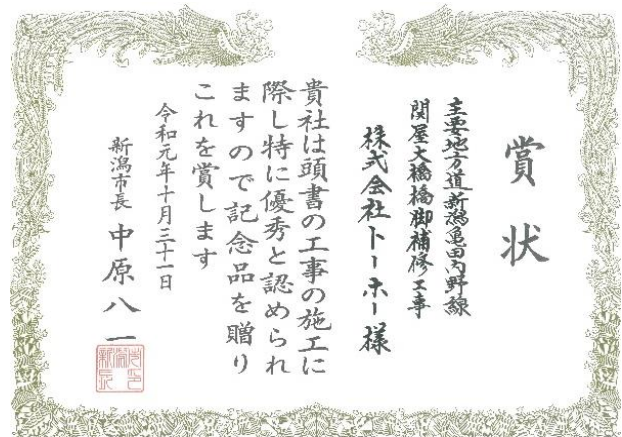 賞状
主要地方道新潟亀田内野線
関屋大橋橋脚補修工事
株式会社トーホー様
貴社は頭書の工事の施工に
際し特に優秀と認められ
ますので記念品を贈り
これを賞します
令和元年十月三十一日
新潟市長 中原八一